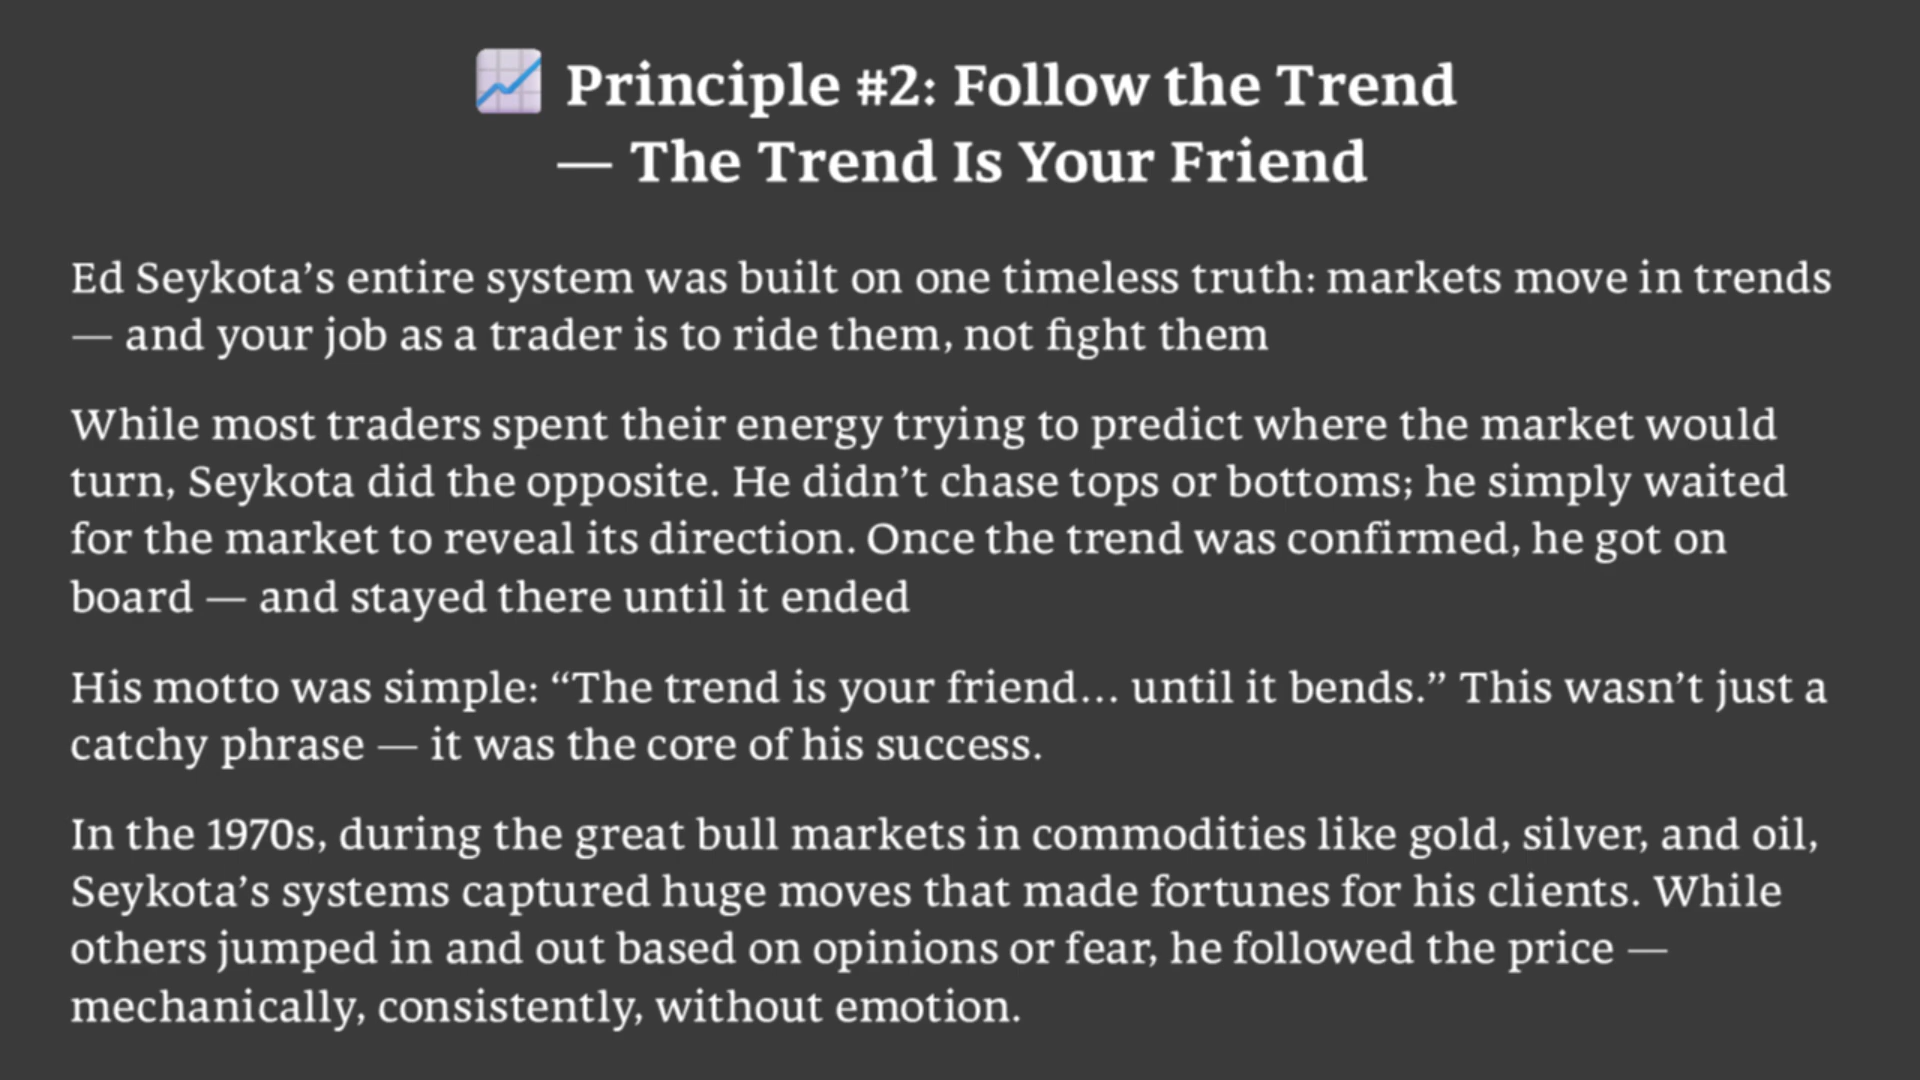 📈 Principle #2: Follow the Trend
— The Trend Is Your Friend
Ed Seykota’s entire system was built on one timeless truth: markets move in trends
— and your job as a trader is to ride them, not fight them
While most traders spent their energy trying to predict where the market would
turn, Seykota did the opposite. He didn’t chase tops or bottoms; he simply waited
for the market to reveal its direction. Once the trend was confirmed, he got on
board — and stayed there until it ended
His motto was simple: “The trend is your friend… until it bends.” This wasn’t just a
catchy phrase — it was the core of his success.
In the 1970s, during the great bull markets in commodities like gold, silver, and oil,
Seykota’s systems captured huge moves that made fortunes for his clients. While
others jumped in and out based on opinions or fear, he followed the price —
mechanically, consistently, without emotion.